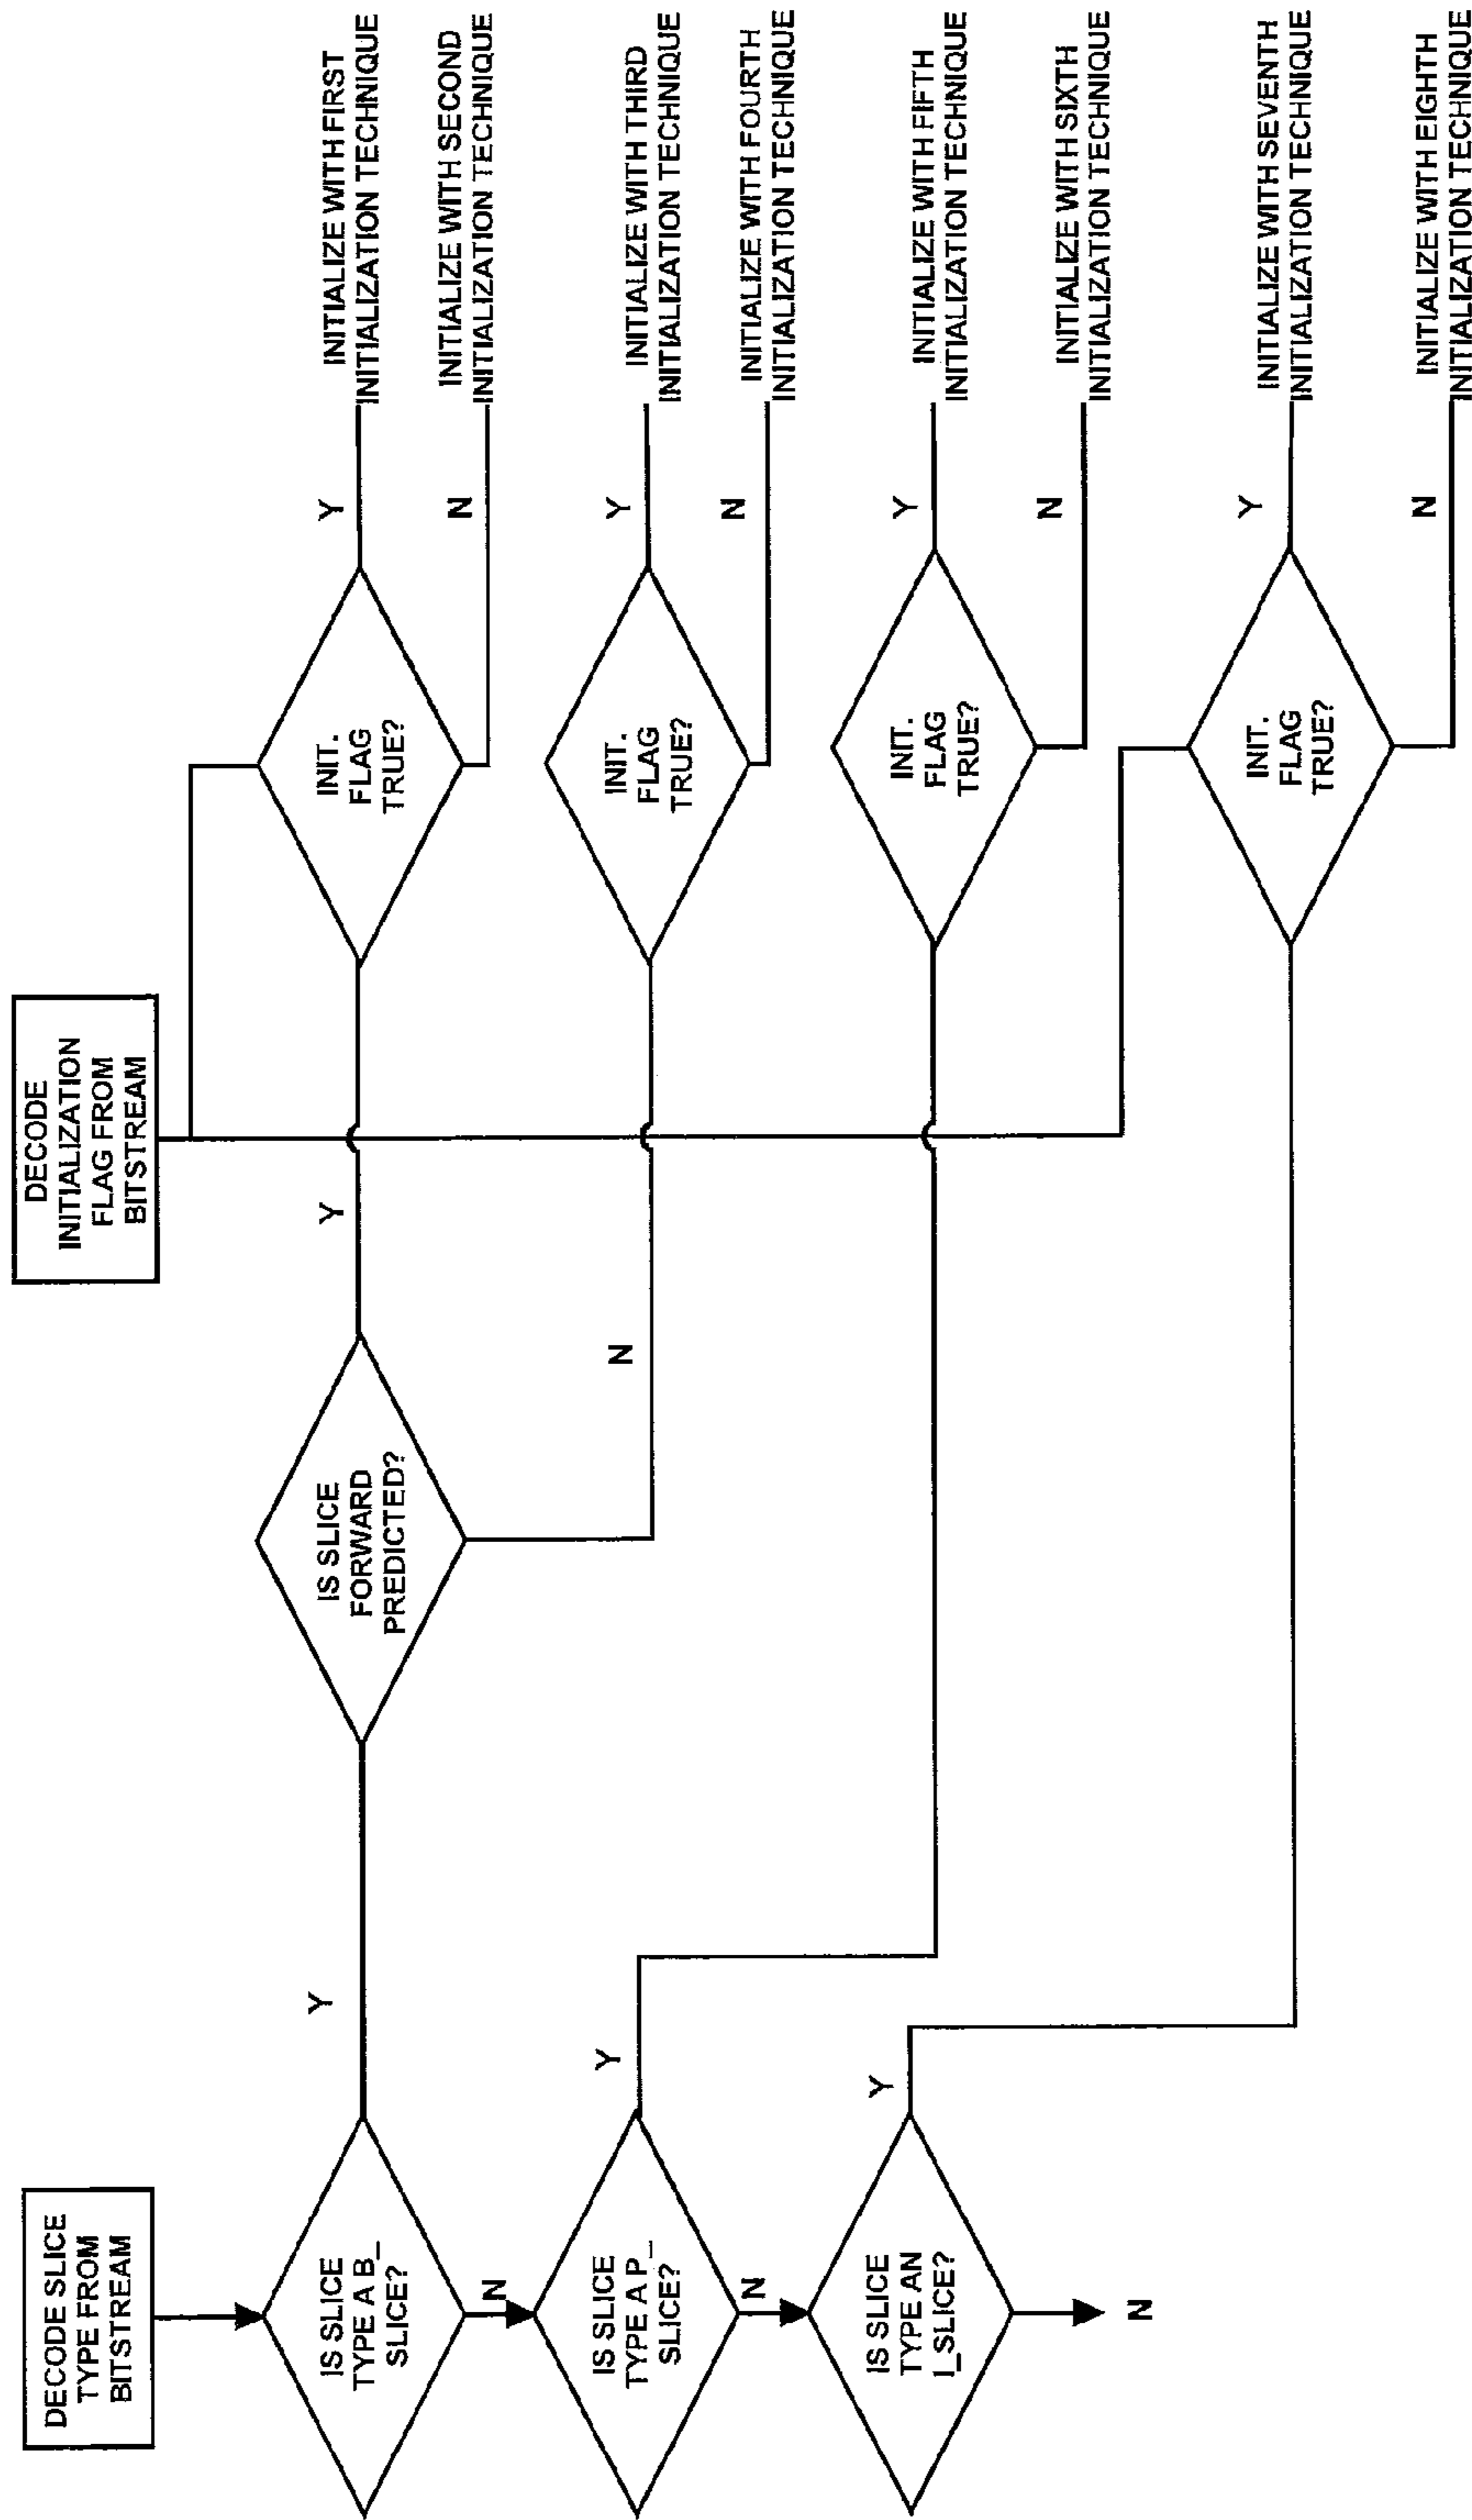 DECODE SLICE
TYPE FROM
BITSTREAM
DECODE
INITIALIZATION
FLAG FROM
BITSTREAM
IS SLICE
TYPE A B_
SLICE?
Y
N
IS SLICE
FORWARD
PREDICTED?
Y
N
INIT.
FLAG
TRUE?
Y
N
INITIALIZE WITH FIRST
INITIALIZATION TECHNIQUE
INITIALIZE WITH SECOND
INITIALIZATION TECHNIQUE
INIT.
FLAG
TRUE?
Y
N
INITIALIZE WITH THIRD
INITIALIZATION TECHNIQUE
INITIALIZE WITH FOURTH
INITIALIZATION TECHNIQUE
IS SLICE
TYPE A P_
SLICE?
Y
N
INIT.
FLAG
TRUE?
Y
N
INITIALIZE WITH FIFTH
INITIALIZATION TECHNIQUE
INITIALIZE WITH SIXTH
INITIALIZATION TECHNIQUE
IS SLICE
TYPE AN
I_SLICE?
Y
N
INIT.
FLAG
TRUE?
Y
N
INITIALIZE WITH SEVENTH
INITIALIZATION TECHNIQUE
INITIALIZE WITH EIGHTH
INITIALIZATION TECHNIQUE